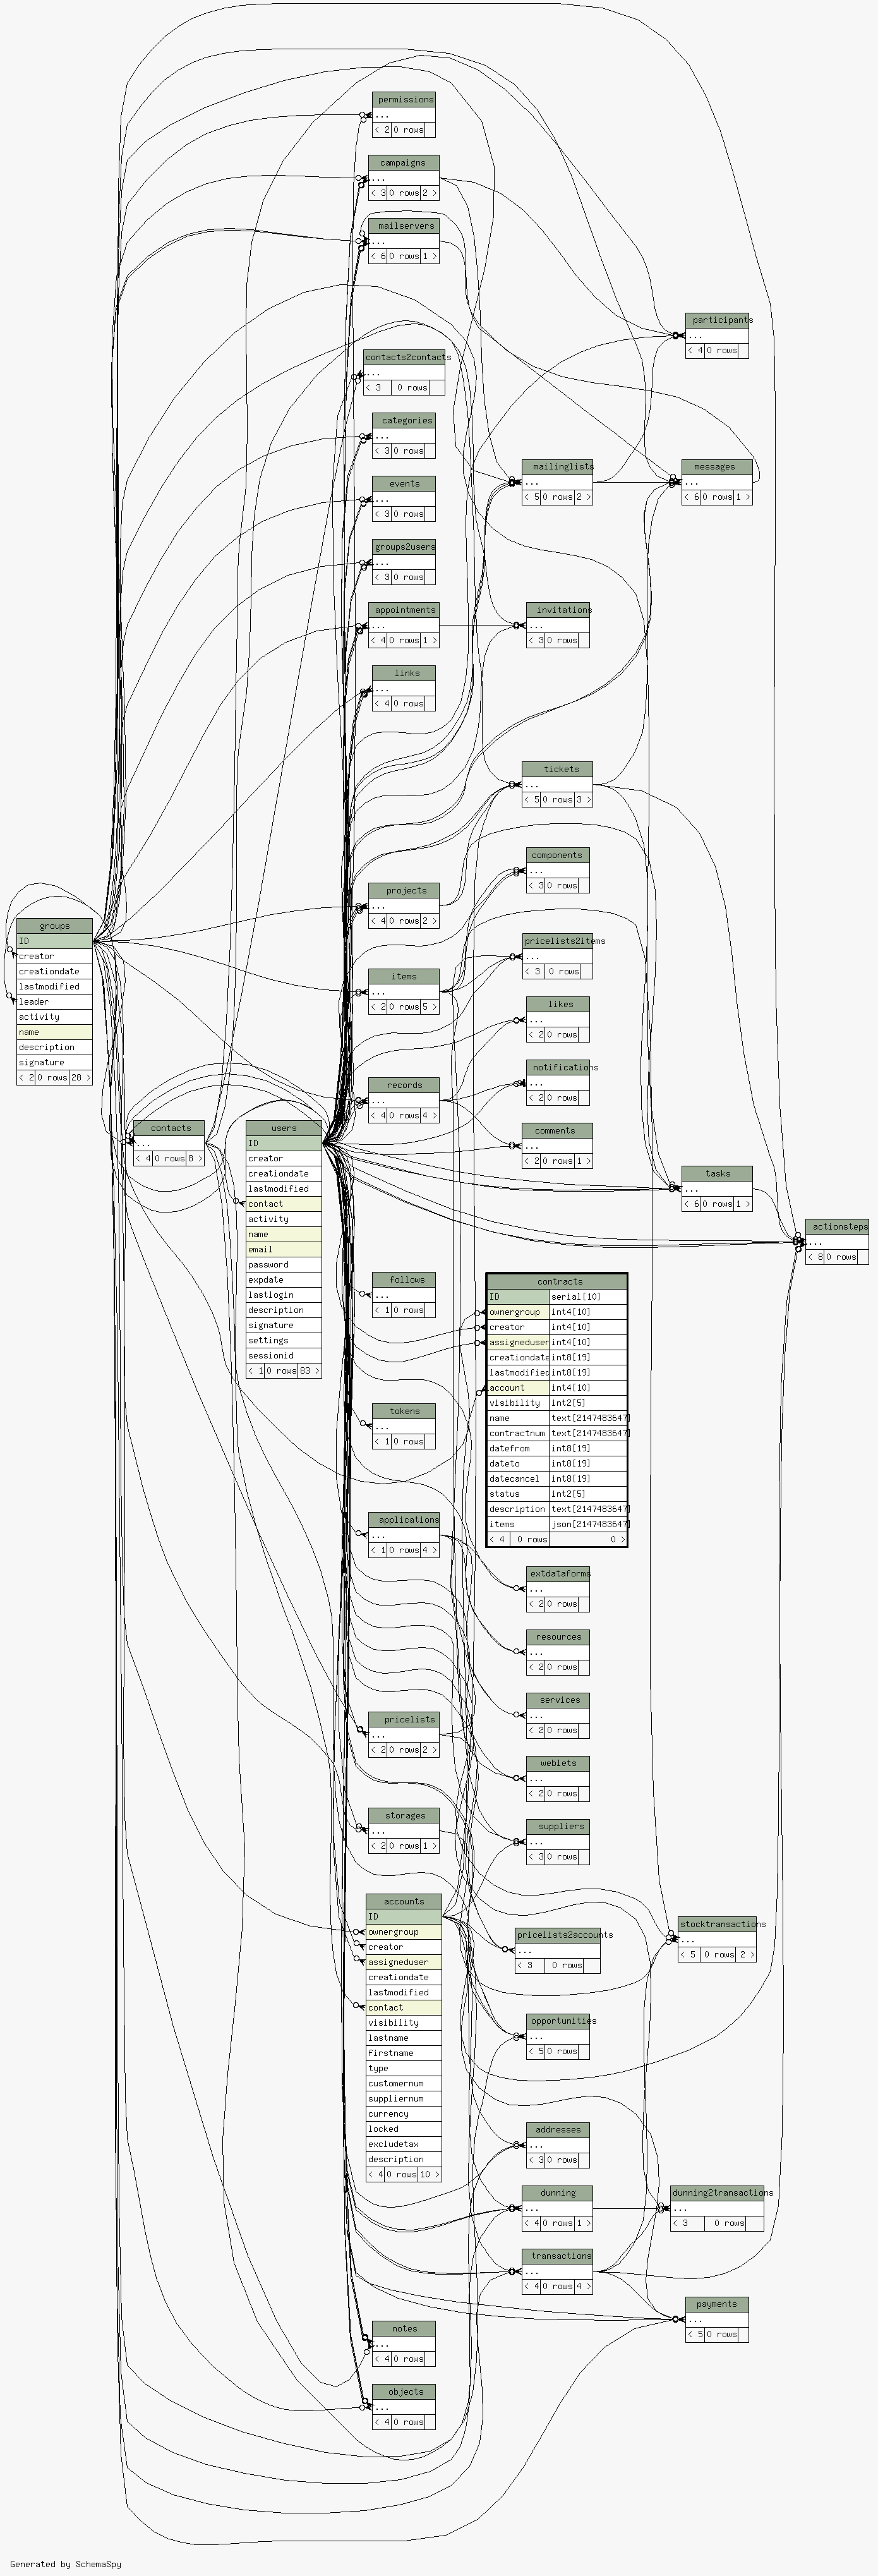 permissions
...
< 2 0 rows
campaigns
...
< 3 0 rows 2 >
mailservers
...
< 6 0 rows 1 >
participants
...
< 4 0 rows
contacts2contacts
...
< 3 0 rows
categories
...
< 3 0 rows
mailinglists
...
< 5 0 rows 2 >
messages
...
< 6 0 rows 1 >
events
...
< 3 0 rows
groups2users
...
< 3 0 rows
appointments
...
< 4 0 rows 1 >
invitations
...
< 3 0 rows
links
...
< 4 0 rows
tickets
...
< 5 0 rows 3 >
components
...
< 3 0 rows
projects
...
< 4 0 rows 2 >
groups
ID
creator
creationdate
lastmodified
leader
activity
name
description
signature
< 2 0 rows 28 >
pricelists2items
...
< 3 0 rows
items
...
< 2 0 rows 5 >
likes
...
< 2 0 rows
notifications
...
< 2 0 rows
records
...
< 4 0 rows 4 >
contacts
...
< 4 0 rows 8 >
users
ID
creator
creationdate
lastmodified
contact
activity
name
email
password
expdate
lastlogin
description
signature
settings
sessionid
< 1 0 rows 83 >
comments
...
< 2 0 rows 1 >
tasks
...
< 6 0 rows 1 >
actionsteps
...
< 8 0 rows
follows
...
< 1 0 rows
contracts
ID serial[10]
ownergroup int4[10]
creator int4[10]
assigneduser int4[10]
creationdate int8[19]
lastmodified int8[19]
account int4[10]
visibility int2[5]
name text[2147483647]
contractnum text[2147483647]
datefrom int8[19]
dateto int8[19]
datecancel int8[19]
status int2[5]
description text[2147483647]
items json[2147483647]
< 4 0 rows 0 >
tokens
...
< 1 0 rows
applications
...
< 1 0 rows 4 >
extdataforms
...
< 2 0 rows
resources
...
< 2 0 rows
services
...
< 2 0 rows
pricelists
...
< 2 0 rows 2 >
weblets
...
< 2 0 rows
storages
...
< 2 0 rows 1 >
suppliers
...
< 3 0 rows
accounts
ID
ownergroup
creator
assigneduser
creationdate
lastmodified
contact
visibility
lastname
firstname
type
customernum
suppliernum
currency
locked
excludetax
description
< 4 0 rows 10 >
pricelists2accounts
...
< 3 0 rows
stocktransactions
...
< 5 0 rows 2 >
opportunities
...
< 5 0 rows
addresses
...
< 3 0 rows
dunning
...
< 4 0 rows 1 >
dunning2transactions
...
< 3 0 rows
transactions
...
< 4 0 rows 4 >
payments
...
< 5 0 rows
notes
...
< 4 0 rows
objects
...
< 4 0 rows
Generated by SchemaSpy